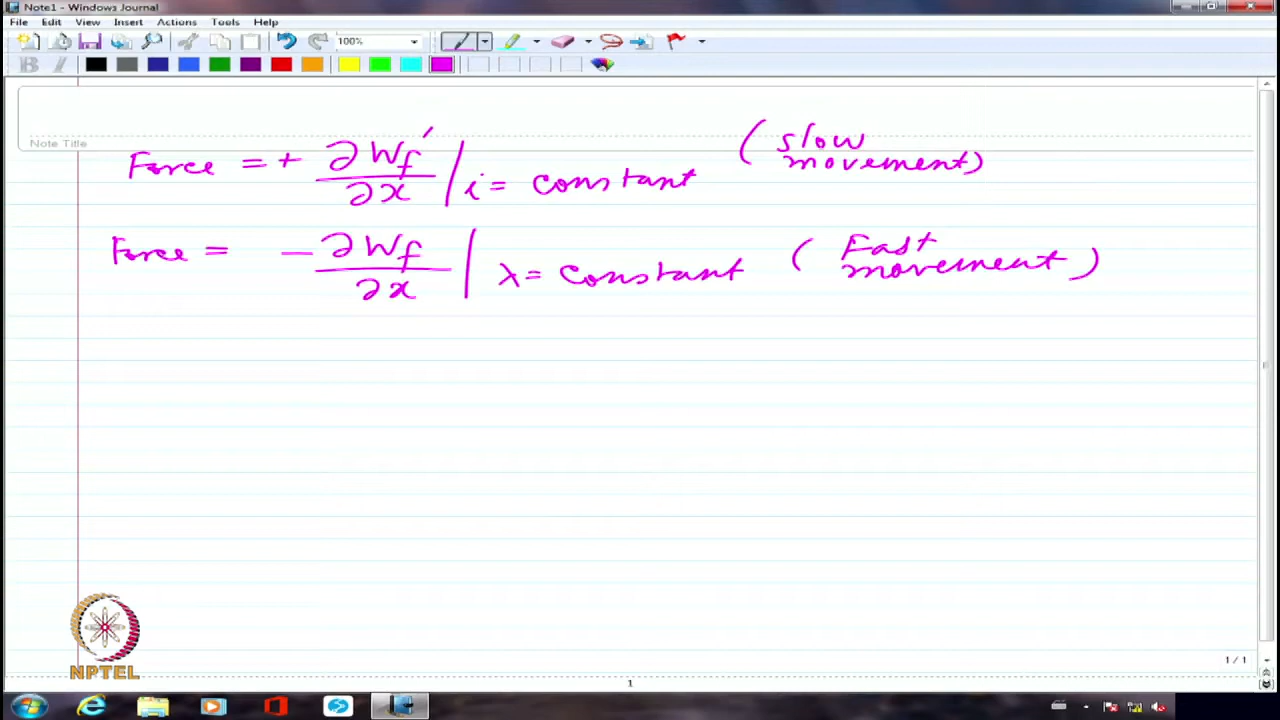 Note1 - Windows Journal
File Edit View Insert Actions Tools Help
100%
B I
Note Title
Force = + ∂Wf′/∂x | i = constant (slow movement)
Force = - ∂Wf/∂x | λ = constant (Fast movement)
NPTEL
1 / 1
1